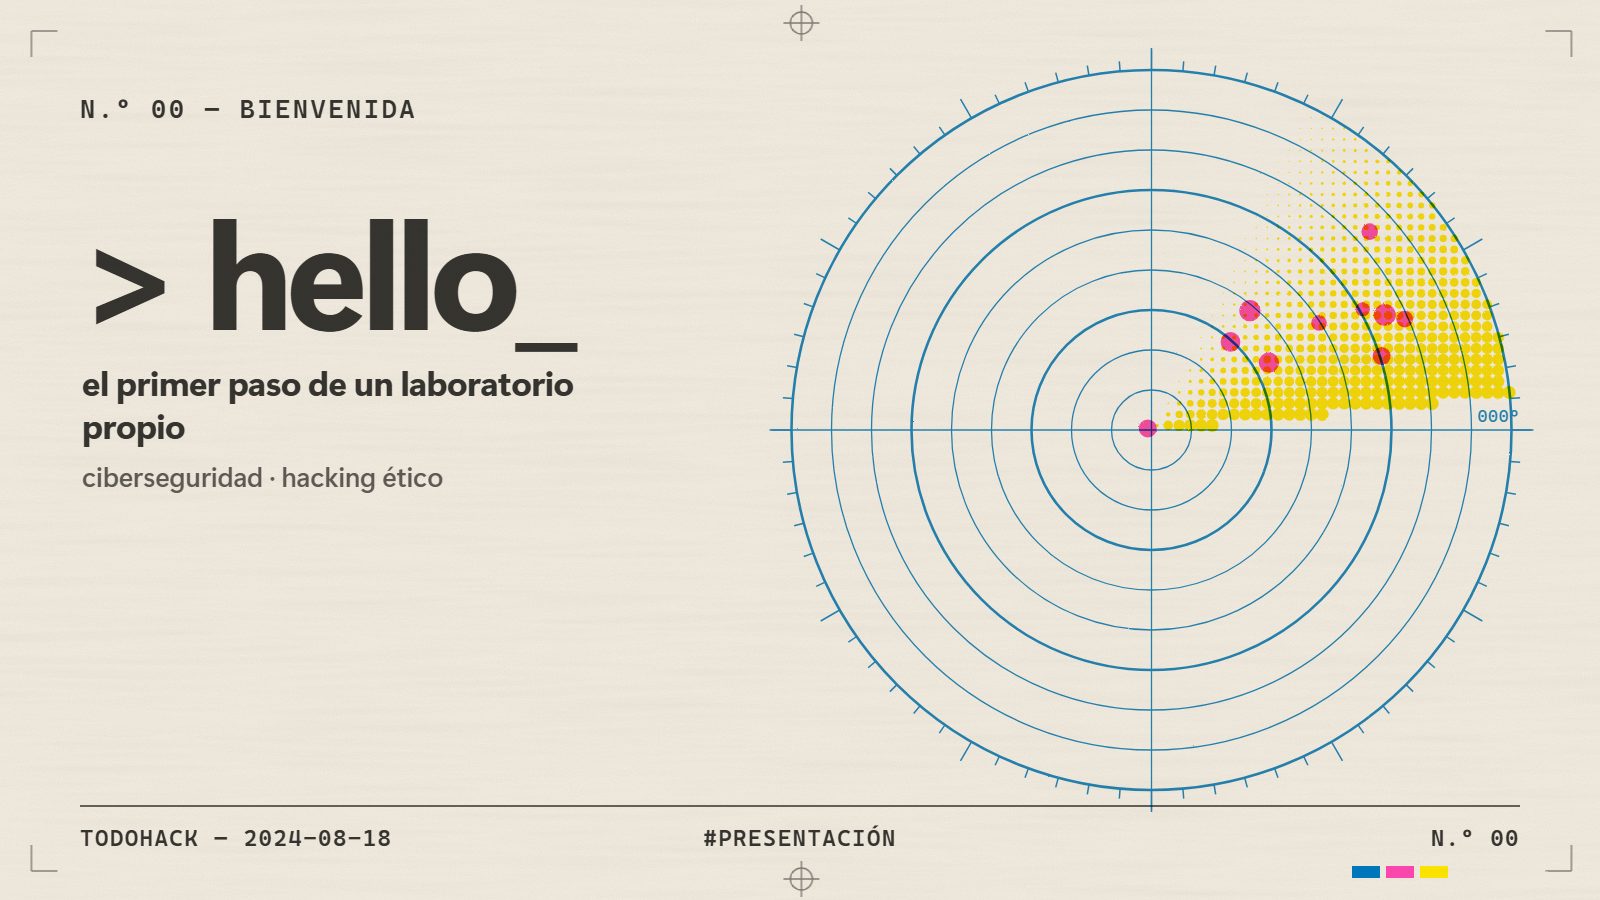 N.º 00 — BIENVENIDA
> hello_
el primer paso de un laboratorio
propio
ciberseguridad · hacking ético
000º
TODOHACK — 2024-08-18
#PRESENTACIÓN
N.º 00